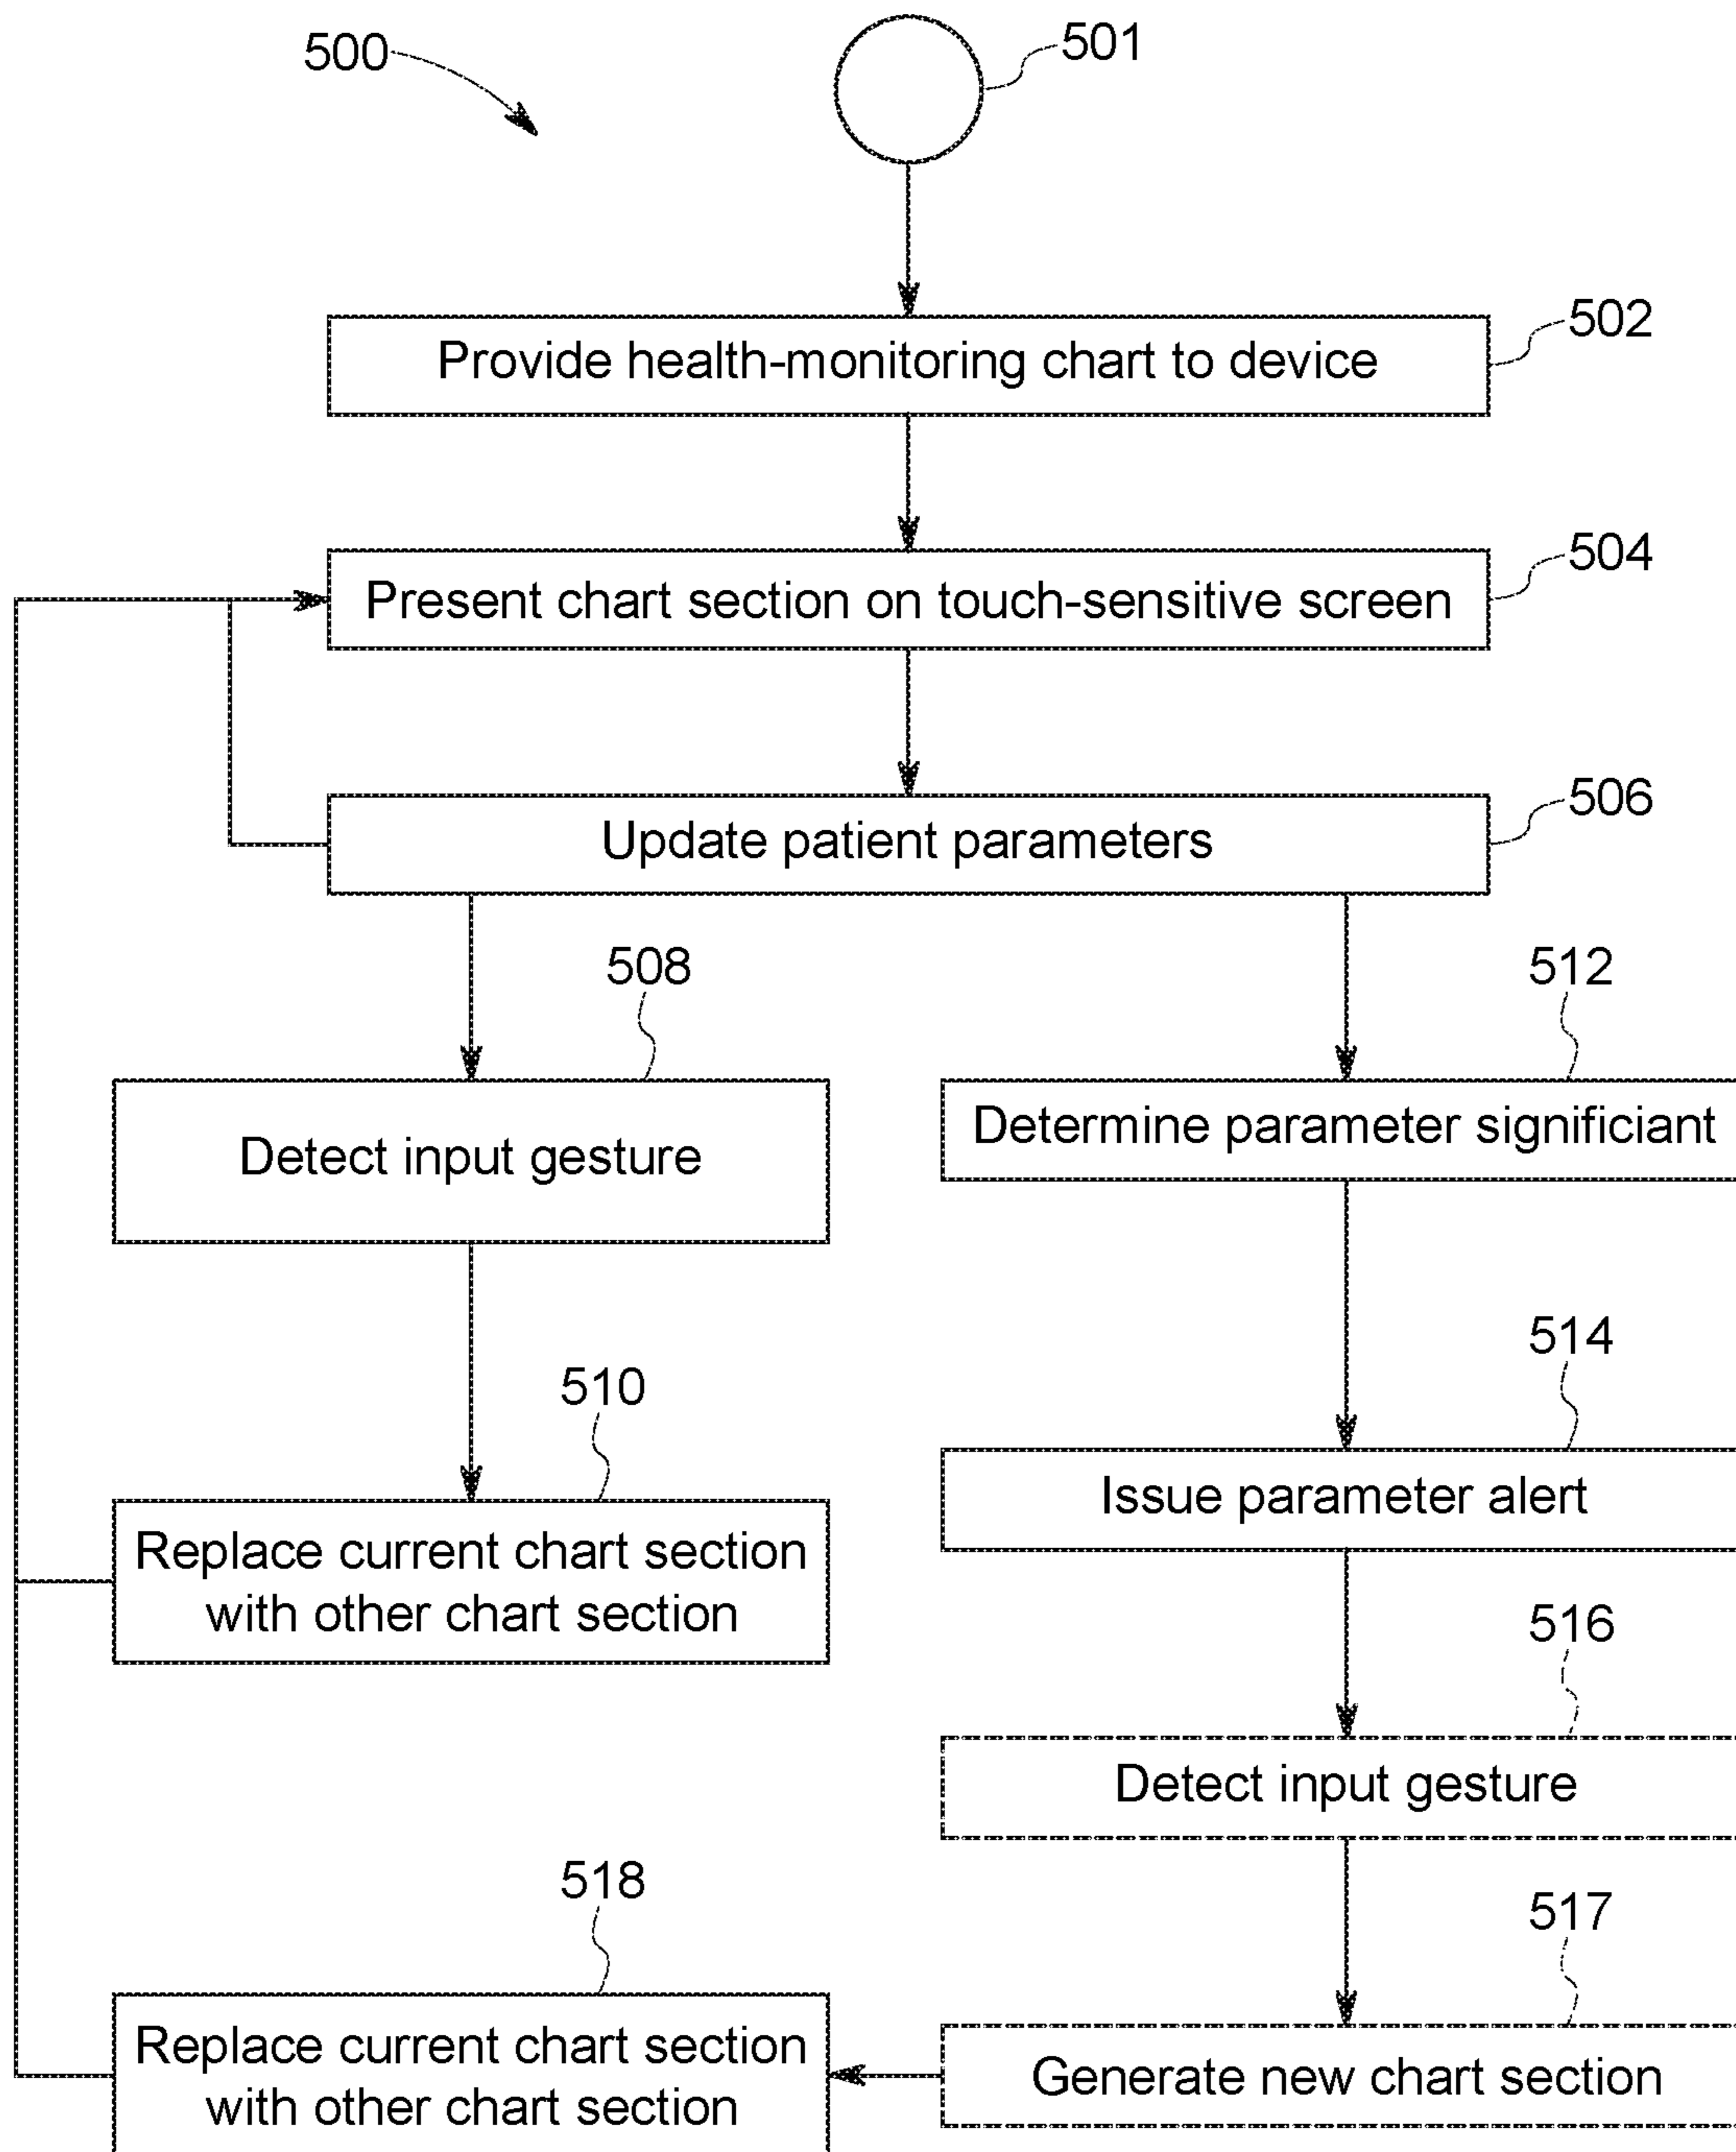 500
501
Provide health-monitoring chart to device
502
Present chart section on touch-sensitive screen
504
Update patient parameters
506
508
512
Detect input gesture
Determine parameter significiant
514
510
Issue parameter alert
Replace current chart section
with other chart section
516
Detect input gesture
518
517
Replace current chart section
with other chart section
Generate new chart section